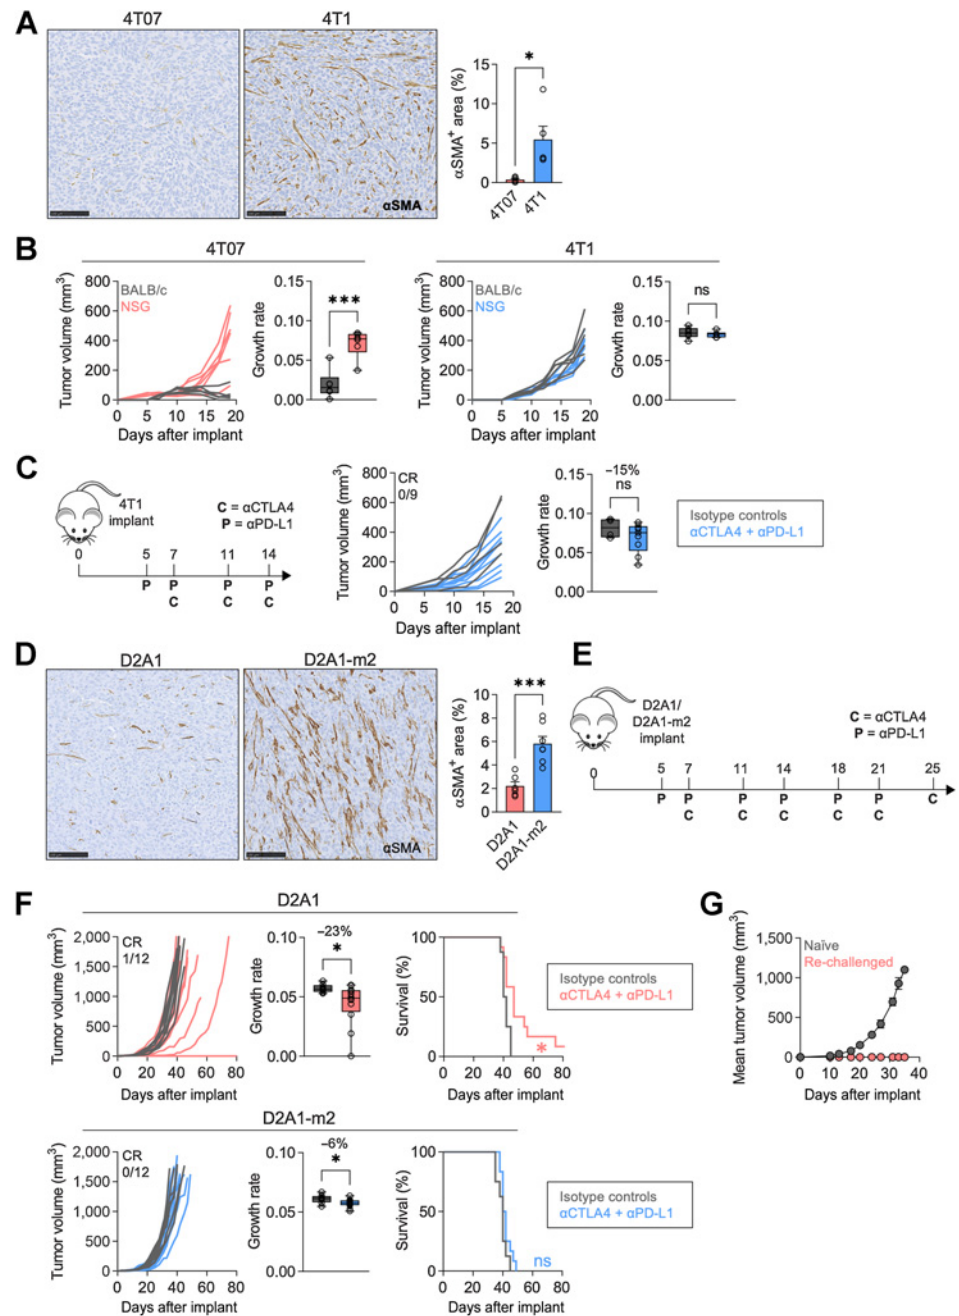 A
4T07
4T1
αSMA
αSMA⁺ area (%)
15
10
5
0
*
4T07
4T1
B
4T07
4T1
Tumor volume (mm³)
800
600
400
200
0
BALB/c
NSG
0 5 10 15 20
Days after implant
Growth rate
0.15
0.10
0.05
0.00
***
Tumor volume (mm³)
800
600
400
200
0
BALB/c
NSG
0 5 10 15 20
Days after implant
Growth rate
0.15
0.10
0.05
0.00
ns
C
4T1
implant
C = αCTLA4
P = αPD-L1
0 5 7 11 14
P P P P
C C C
Tumor volume (mm³)
800
600
400
200
0
CR
0/9
0 5 10 15 20
Days after implant
Growth rate
0.15
0.10
0.05
0.00
−15%
ns
Isotype controls
αCTLA4 + αPD-L1
D
D2A1
D2A1-m2
αSMA
αSMA⁺ area (%)
10
8
6
4
2
0
***
D2A1
D2A1-m2
E
D2A1/
D2A1-m2
implant
C = αCTLA4
P = αPD-L1
0 5 7 11 14 18 21 25
P P P P P P C
C C C C C
F
D2A1
Tumor volume (mm³)
2,000
1,500
1,000
500
0
CR
1/12
0 20 40 60 80
Days after implant
Growth rate
0.10
0.05
0.00
−23%
*
Survival (%)
100
50
0
*
0 20 40 60 80
Days after implant
Isotype controls
αCTLA4 + αPD-L1
G
Mean tumor volume (mm³)
1,500
1,000
500
0
Naïve
Re-challenged
0 10 20 30 40
Days after implant
D2A1-m2
Tumor volume (mm³)
2,000
1,500
1,000
500
0
CR
0/12
0 20 40 60 80
Days after implant
Growth rate
0.10
0.05
0.00
−6%
*
Survival (%)
100
50
0
ns
0 20 40 60 80
Days after implant
Isotype controls
αCTLA4 + αPD-L1